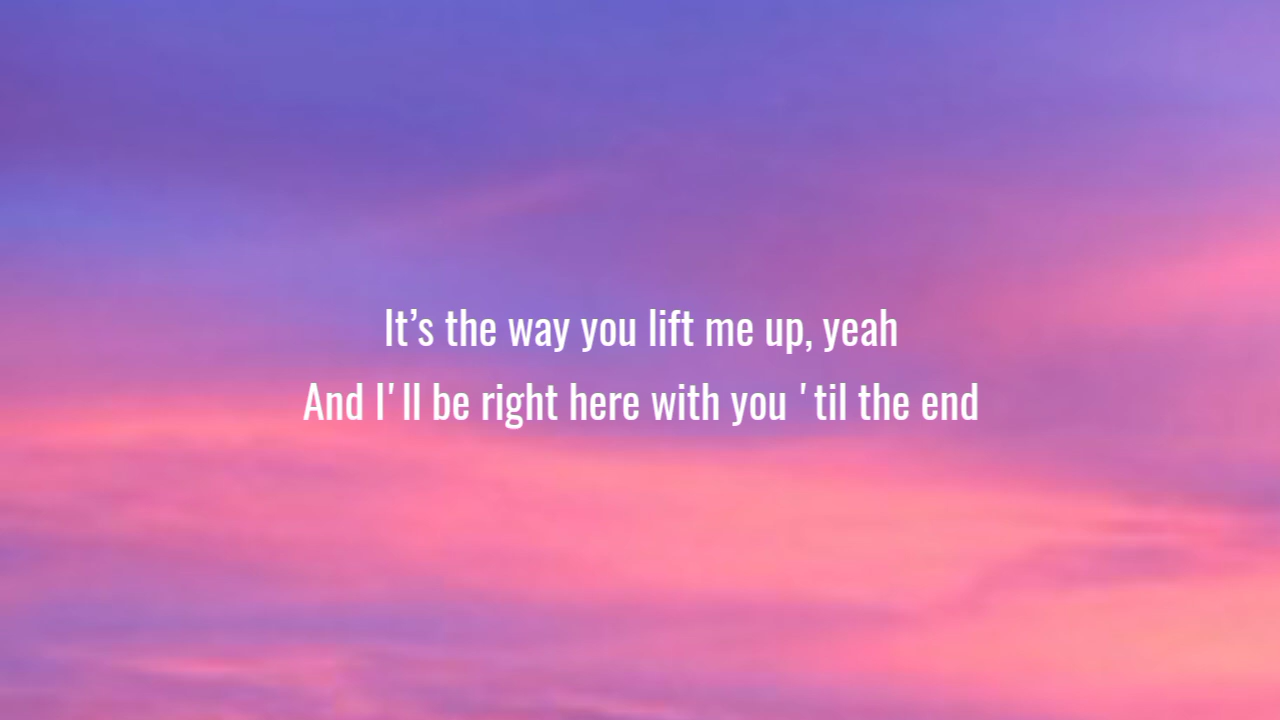 It’s the way you lift me up, yeah
And I'll be right here with you 'til the end